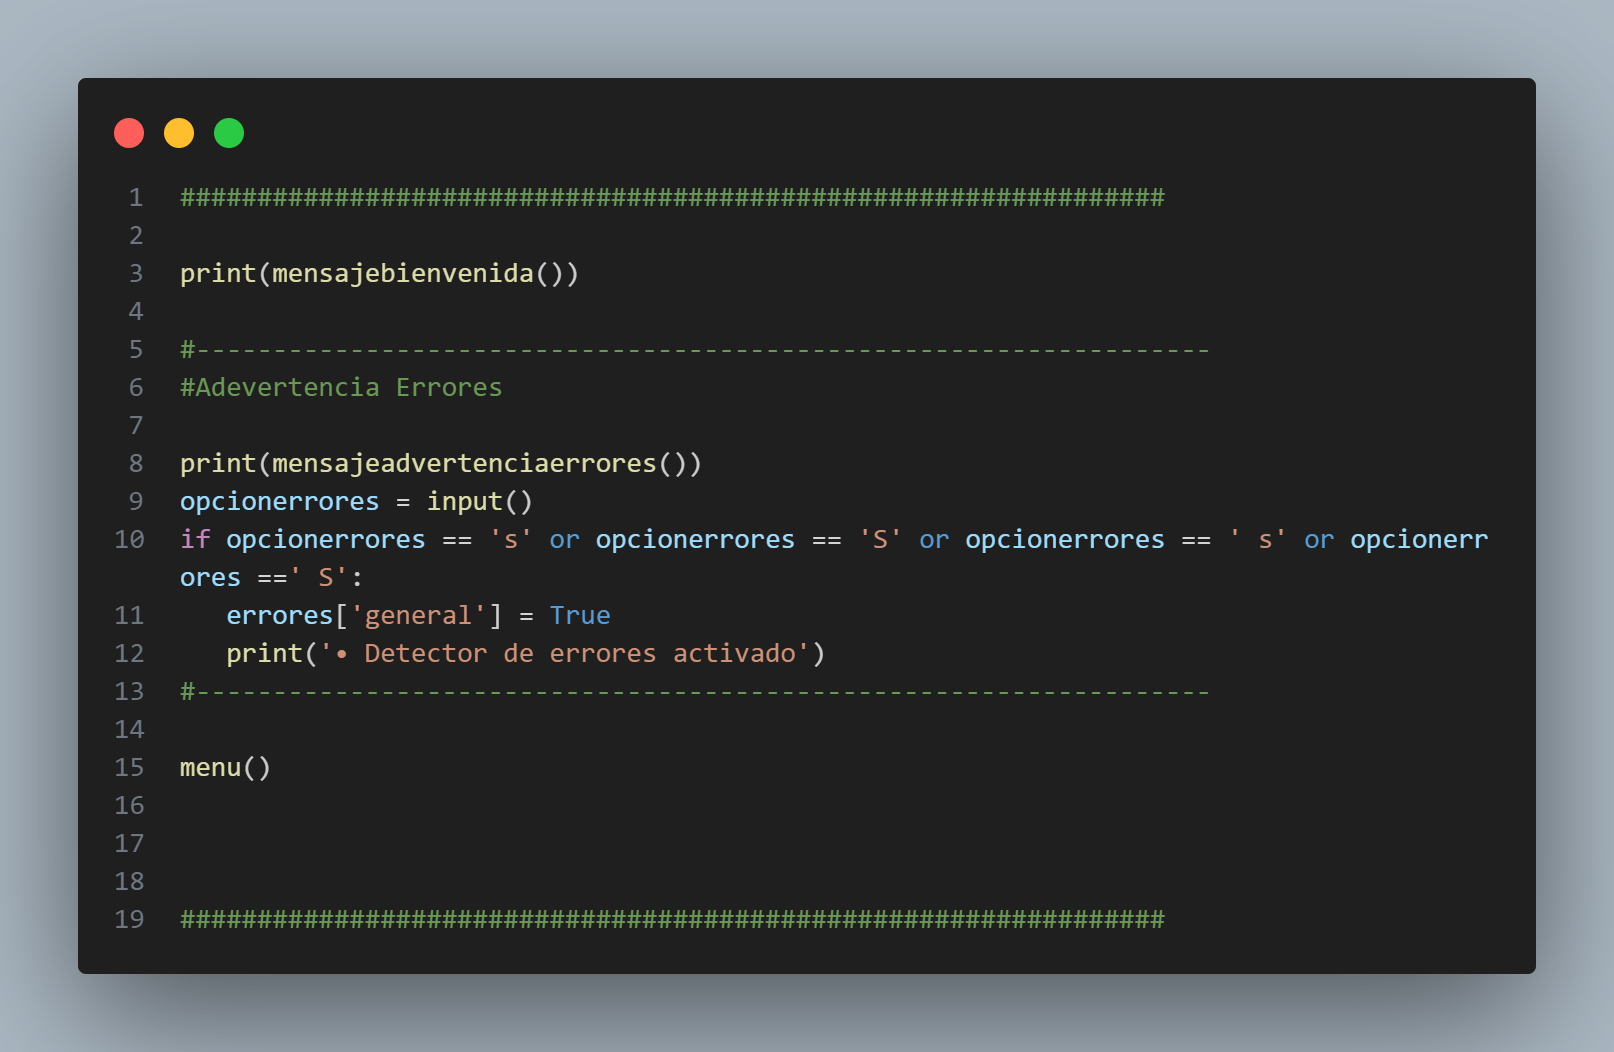 1 ################################################################
2
3 print(mensajebienvenida())
4
5 #------------------------------------------------------------------
6 #Adevertencia Errores
7
8 print(mensajeadvertenciaerrores())
9 opcionerrores = input()
10 if opcionerrores == 's' or opcionerrores == 'S' or opcionerrores == ' s' or opcionerr
ores ==' S':
11    errores['general'] = True
12    print('• Detector de errores activado')
13 #------------------------------------------------------------------
14
15 menu()
16
17
18
19 ################################################################